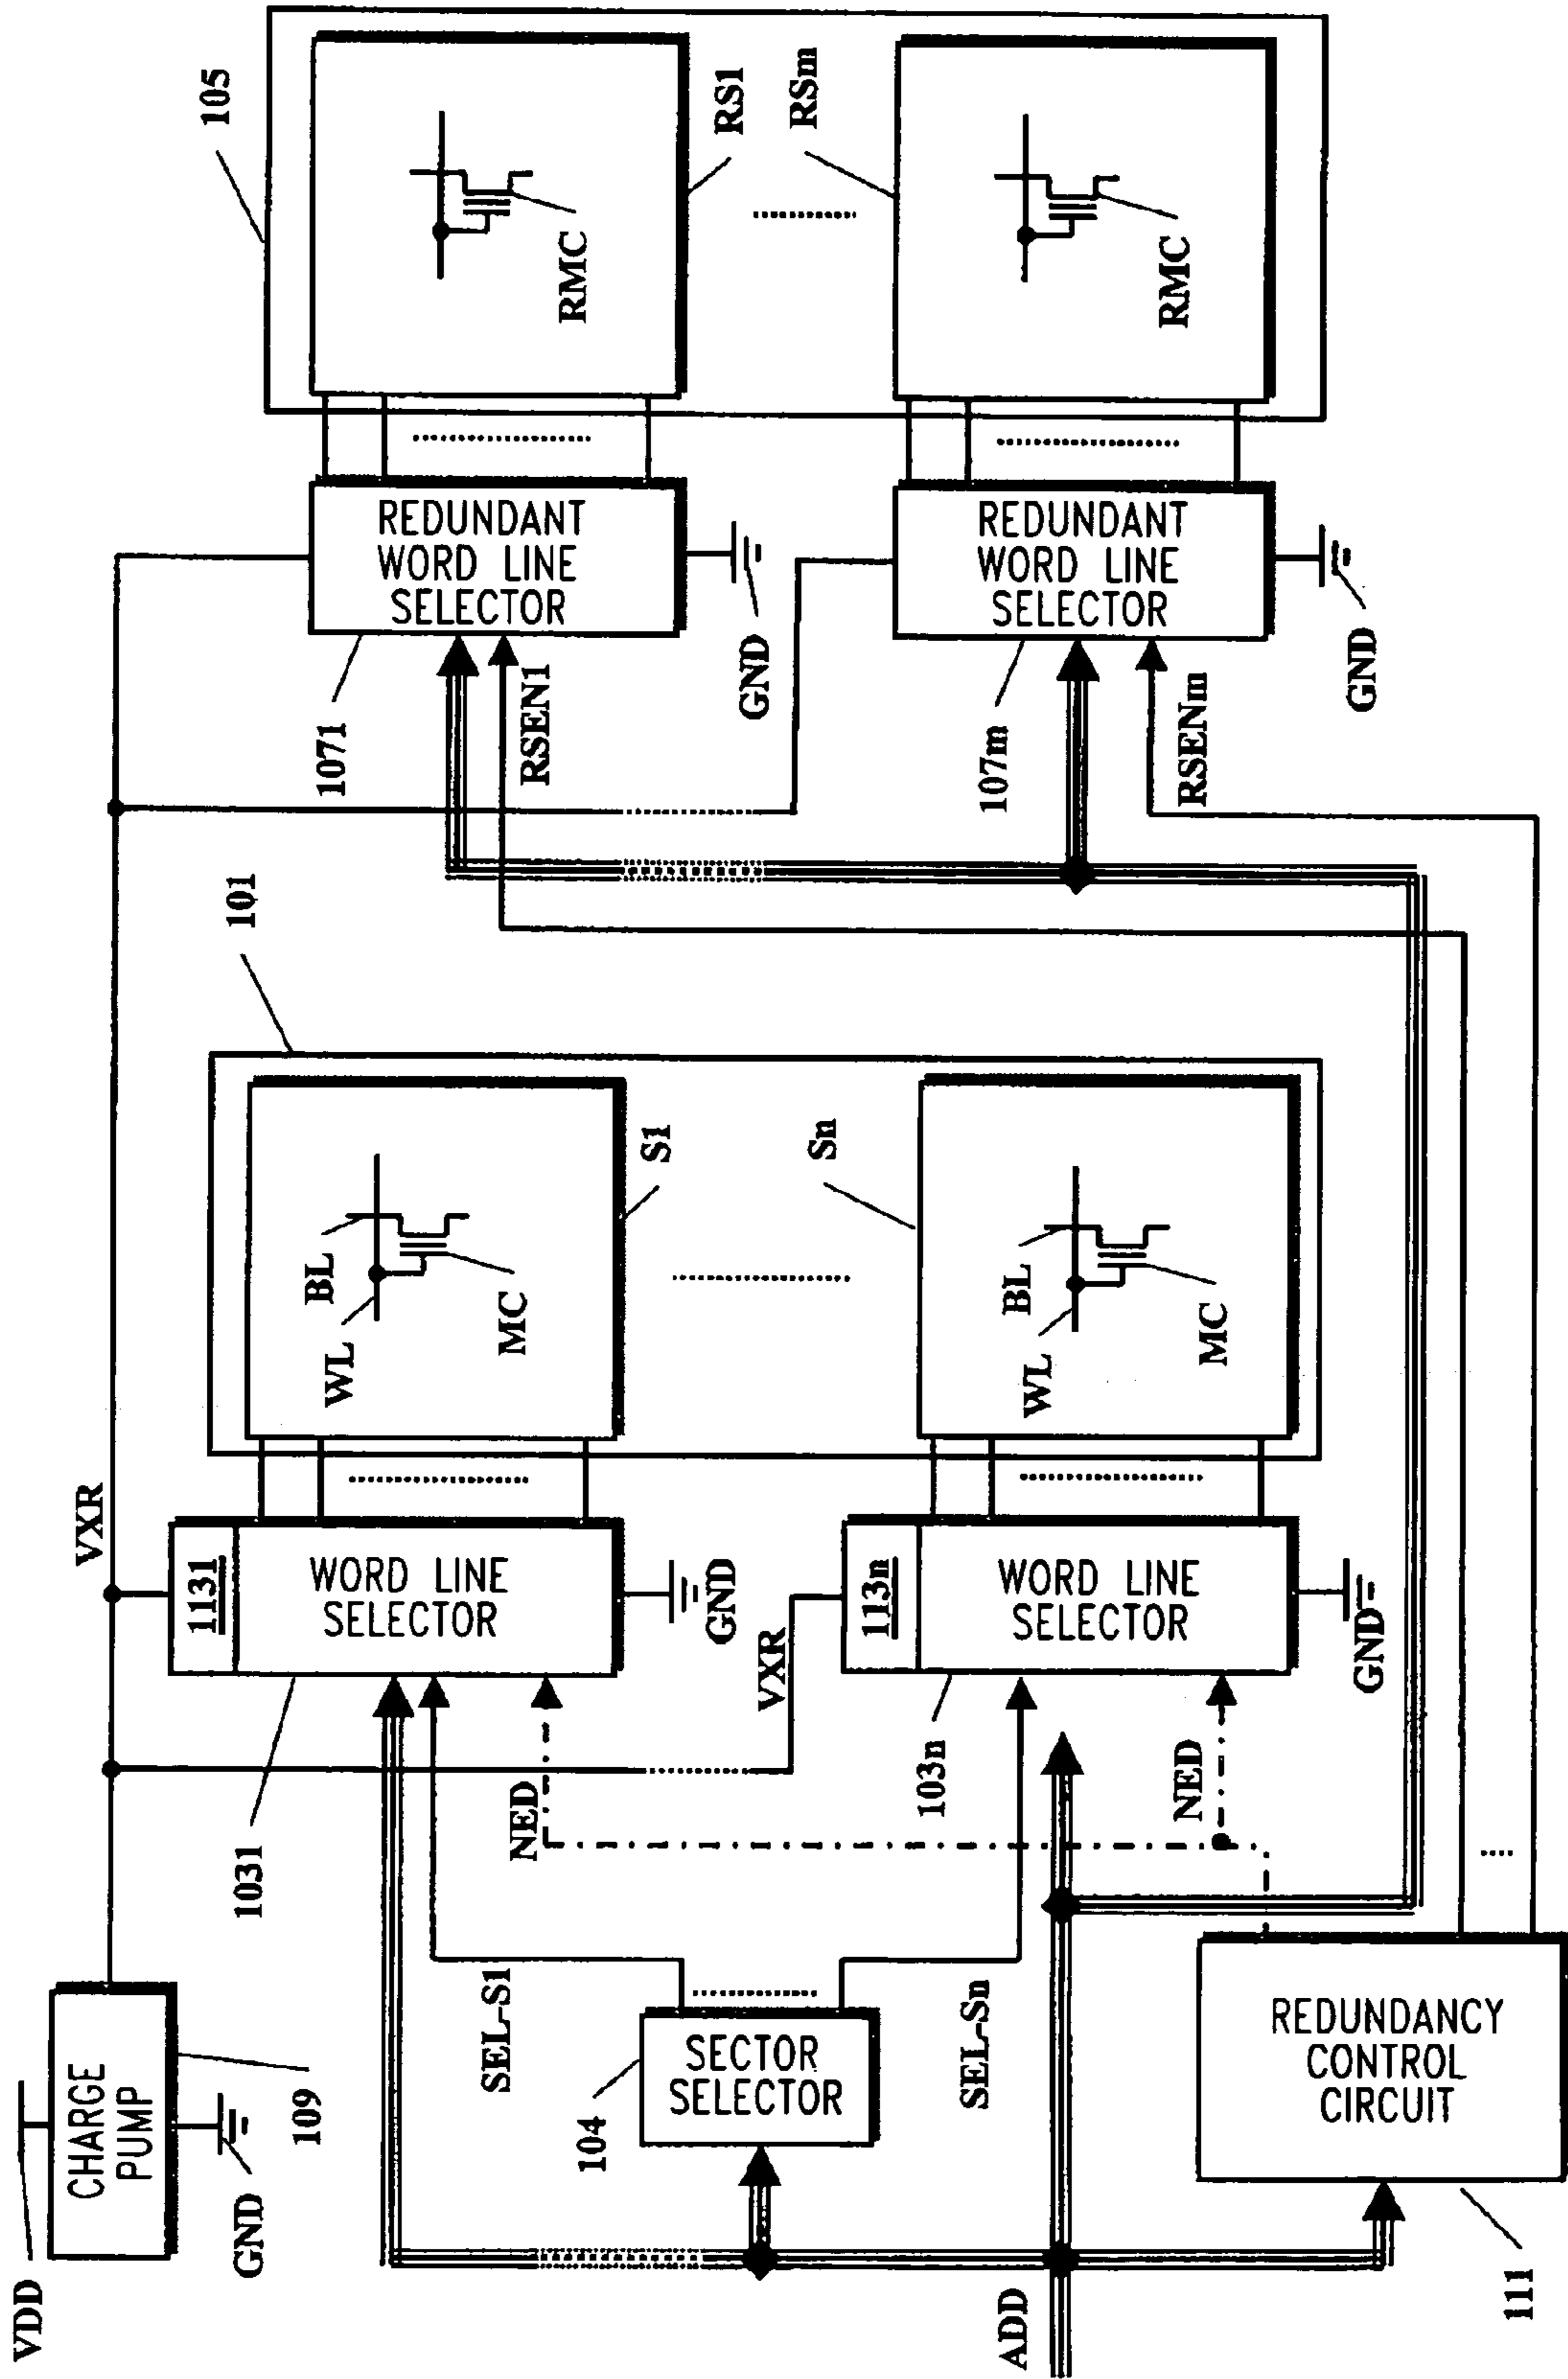 VDD
CHARGE
PUMP
GND
109
VXR
105
1131
WORD LINE
SELECTOR
1031
GND
BL
WL
MC
S1
101
REDUNDANT
WORD LINE
SELECTOR
1071
RSEN1
GND
RMC
RS1
SEL-S1
NED
VXR
104
SECTOR
SELECTOR
SEL-Sn
113n
WORD LINE
SELECTOR
103n
NED
GND
Sn
BL
WL
MC
REDUNDANT
WORD LINE
SELECTOR
107m
RSENm
GND
RMC
RSm
ADD
REDUNDANCY
CONTROL
CIRCUIT
111